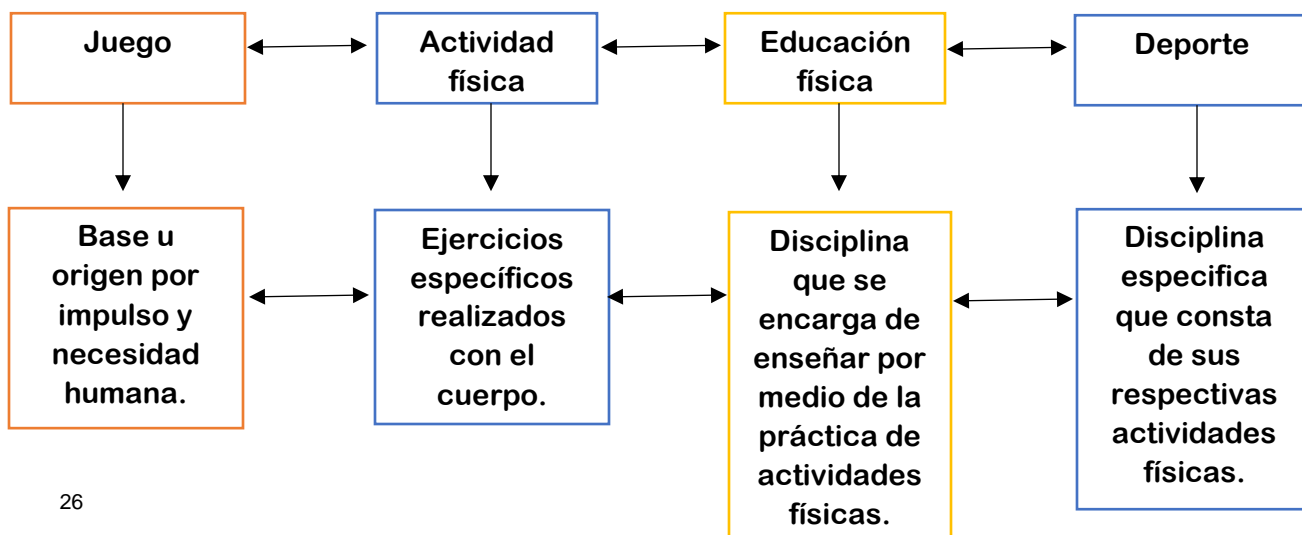 Juego
Actividad
física
Educación
física
Deporte
Base u
origen por
impulso y
necesidad
humana.
Ejercicios
específicos
realizados
con el
cuerpo.
Disciplina
que se
encarga de
enseñar por
medio de la
práctica de
actividades
físicas.
Disciplina
especifica
que consta
de sus
respectivas
actividades
físicas.
26